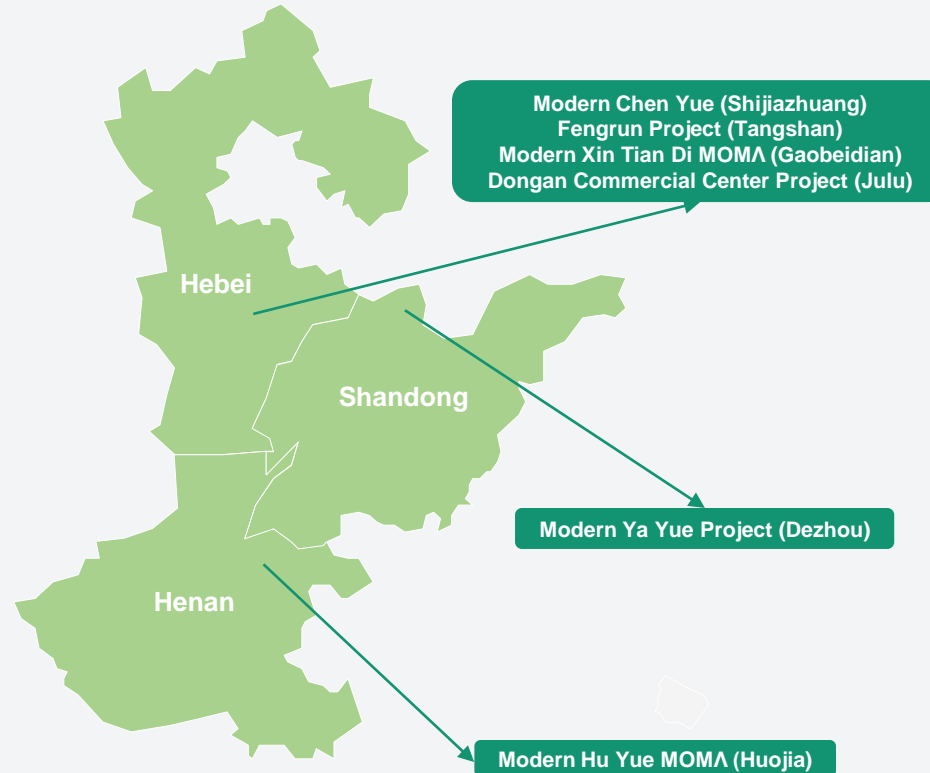 Modern Chen Yue (Shijiazhuang)
Fengrun Project (Tangshan)
Modern Xin Tian Di MOMΛ (Gaobeidian)
Dongan Commercial Center Project (Julu)
Hebei
Shandong
Modern Ya Yue Project (Dezhou)
Henan
Modern Hu Yue MOMΛ (Huojia)